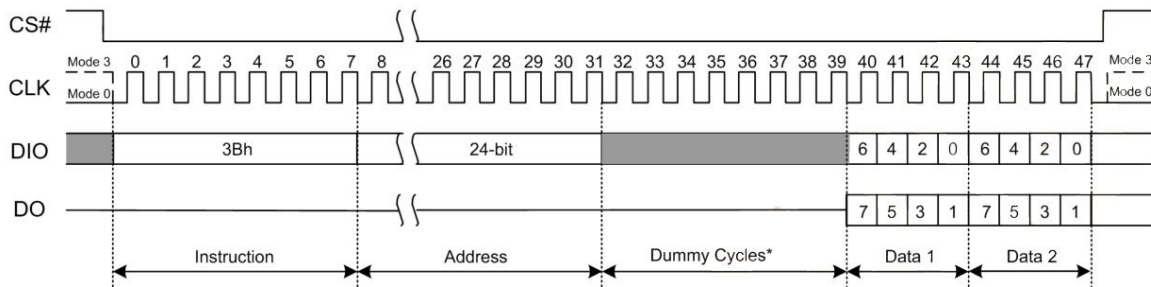 CS#
Mode 3 0 1 2 3 4 5 6 7 8 26 27 28 29 30 31 32 33 34 35 36 37 38 39 40 41 42 43 44 45 46 47 Mode 3
CLK
Mode 0 Mode 0
DIO 3Bh 24-bit 6 4 2 0 6 4 2 0
DO 7 5 3 1 7 5 3 1
Instruction Address Dummy Cycles* Data 1 Data 2